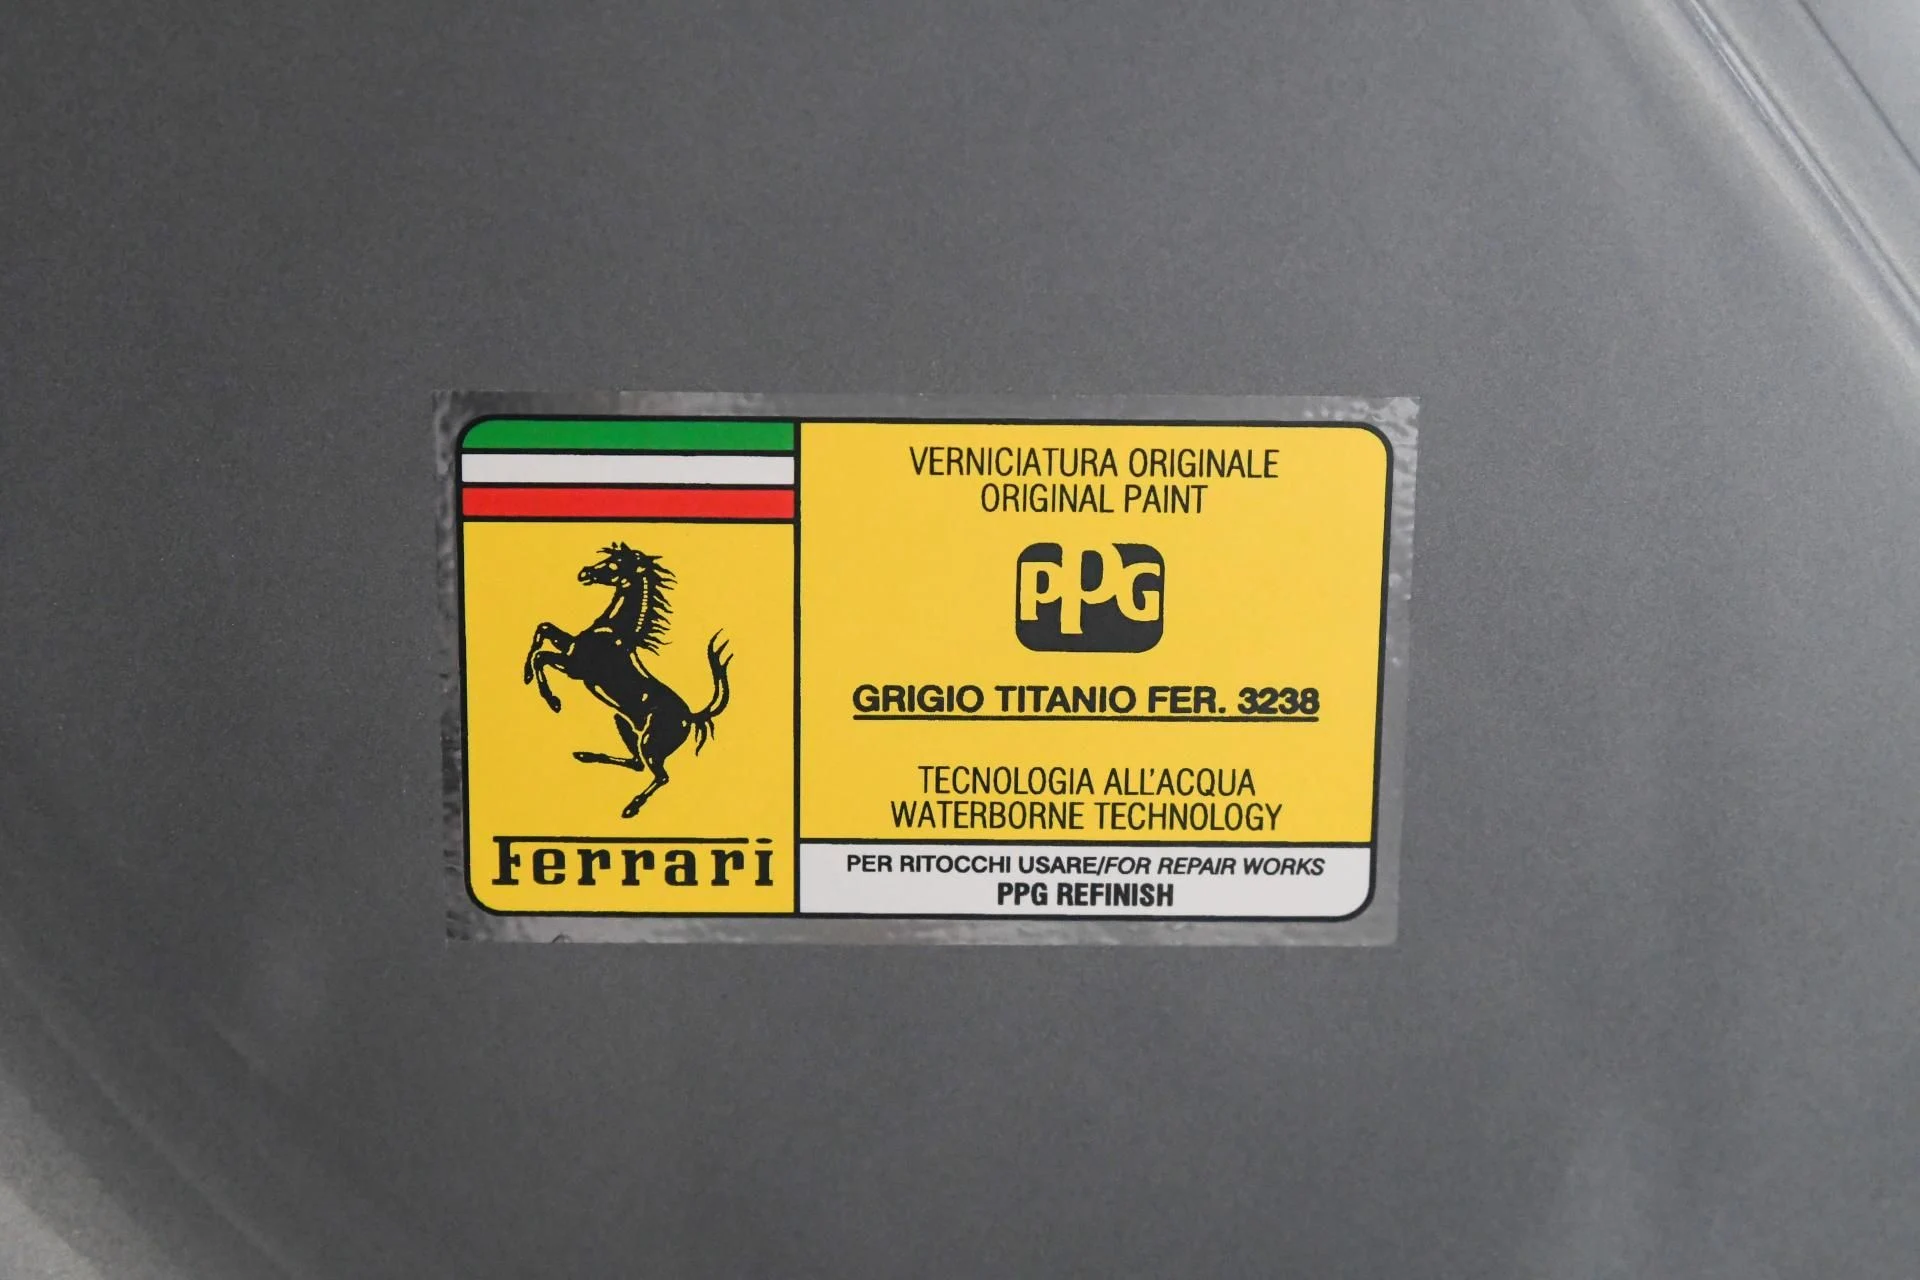 Ferrari
VERNICIATURA ORIGINALE
ORIGINAL PAINT
PPG
GRIGIO TITANIO FER. 3238
TECNOLOGIA ALL'ACQUA
WATERBORNE TECHNOLOGY
PER RITOCCHI USARE/FOR REPAIR WORKS
PPG REFINISH